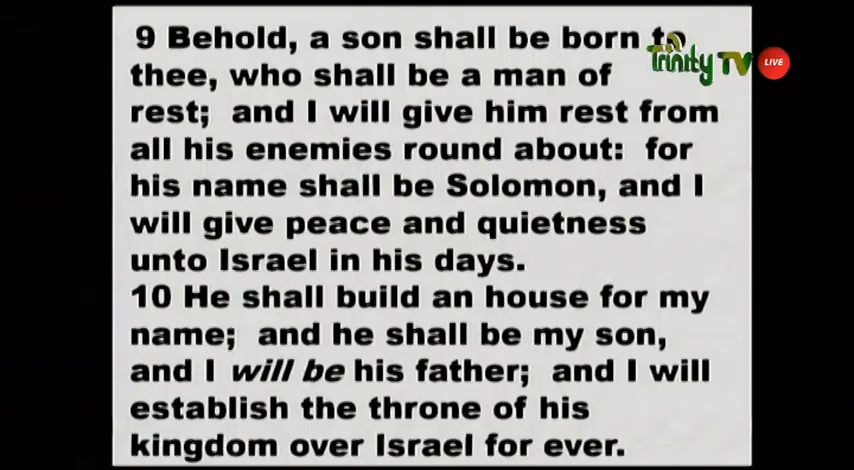 9 Behold, a son shall be born to
thee, who shall be a man of
rest; and I will give him rest from
all his enemies round about: for
his name shall be Solomon, and I
will give peace and quietness
unto Israel in his days.
10 He shall build an house for my
name; and he shall be my son,
and I will be his father; and I will
establish the throne of his
kingdom over Israel for ever.
Trinity TV
LIVE